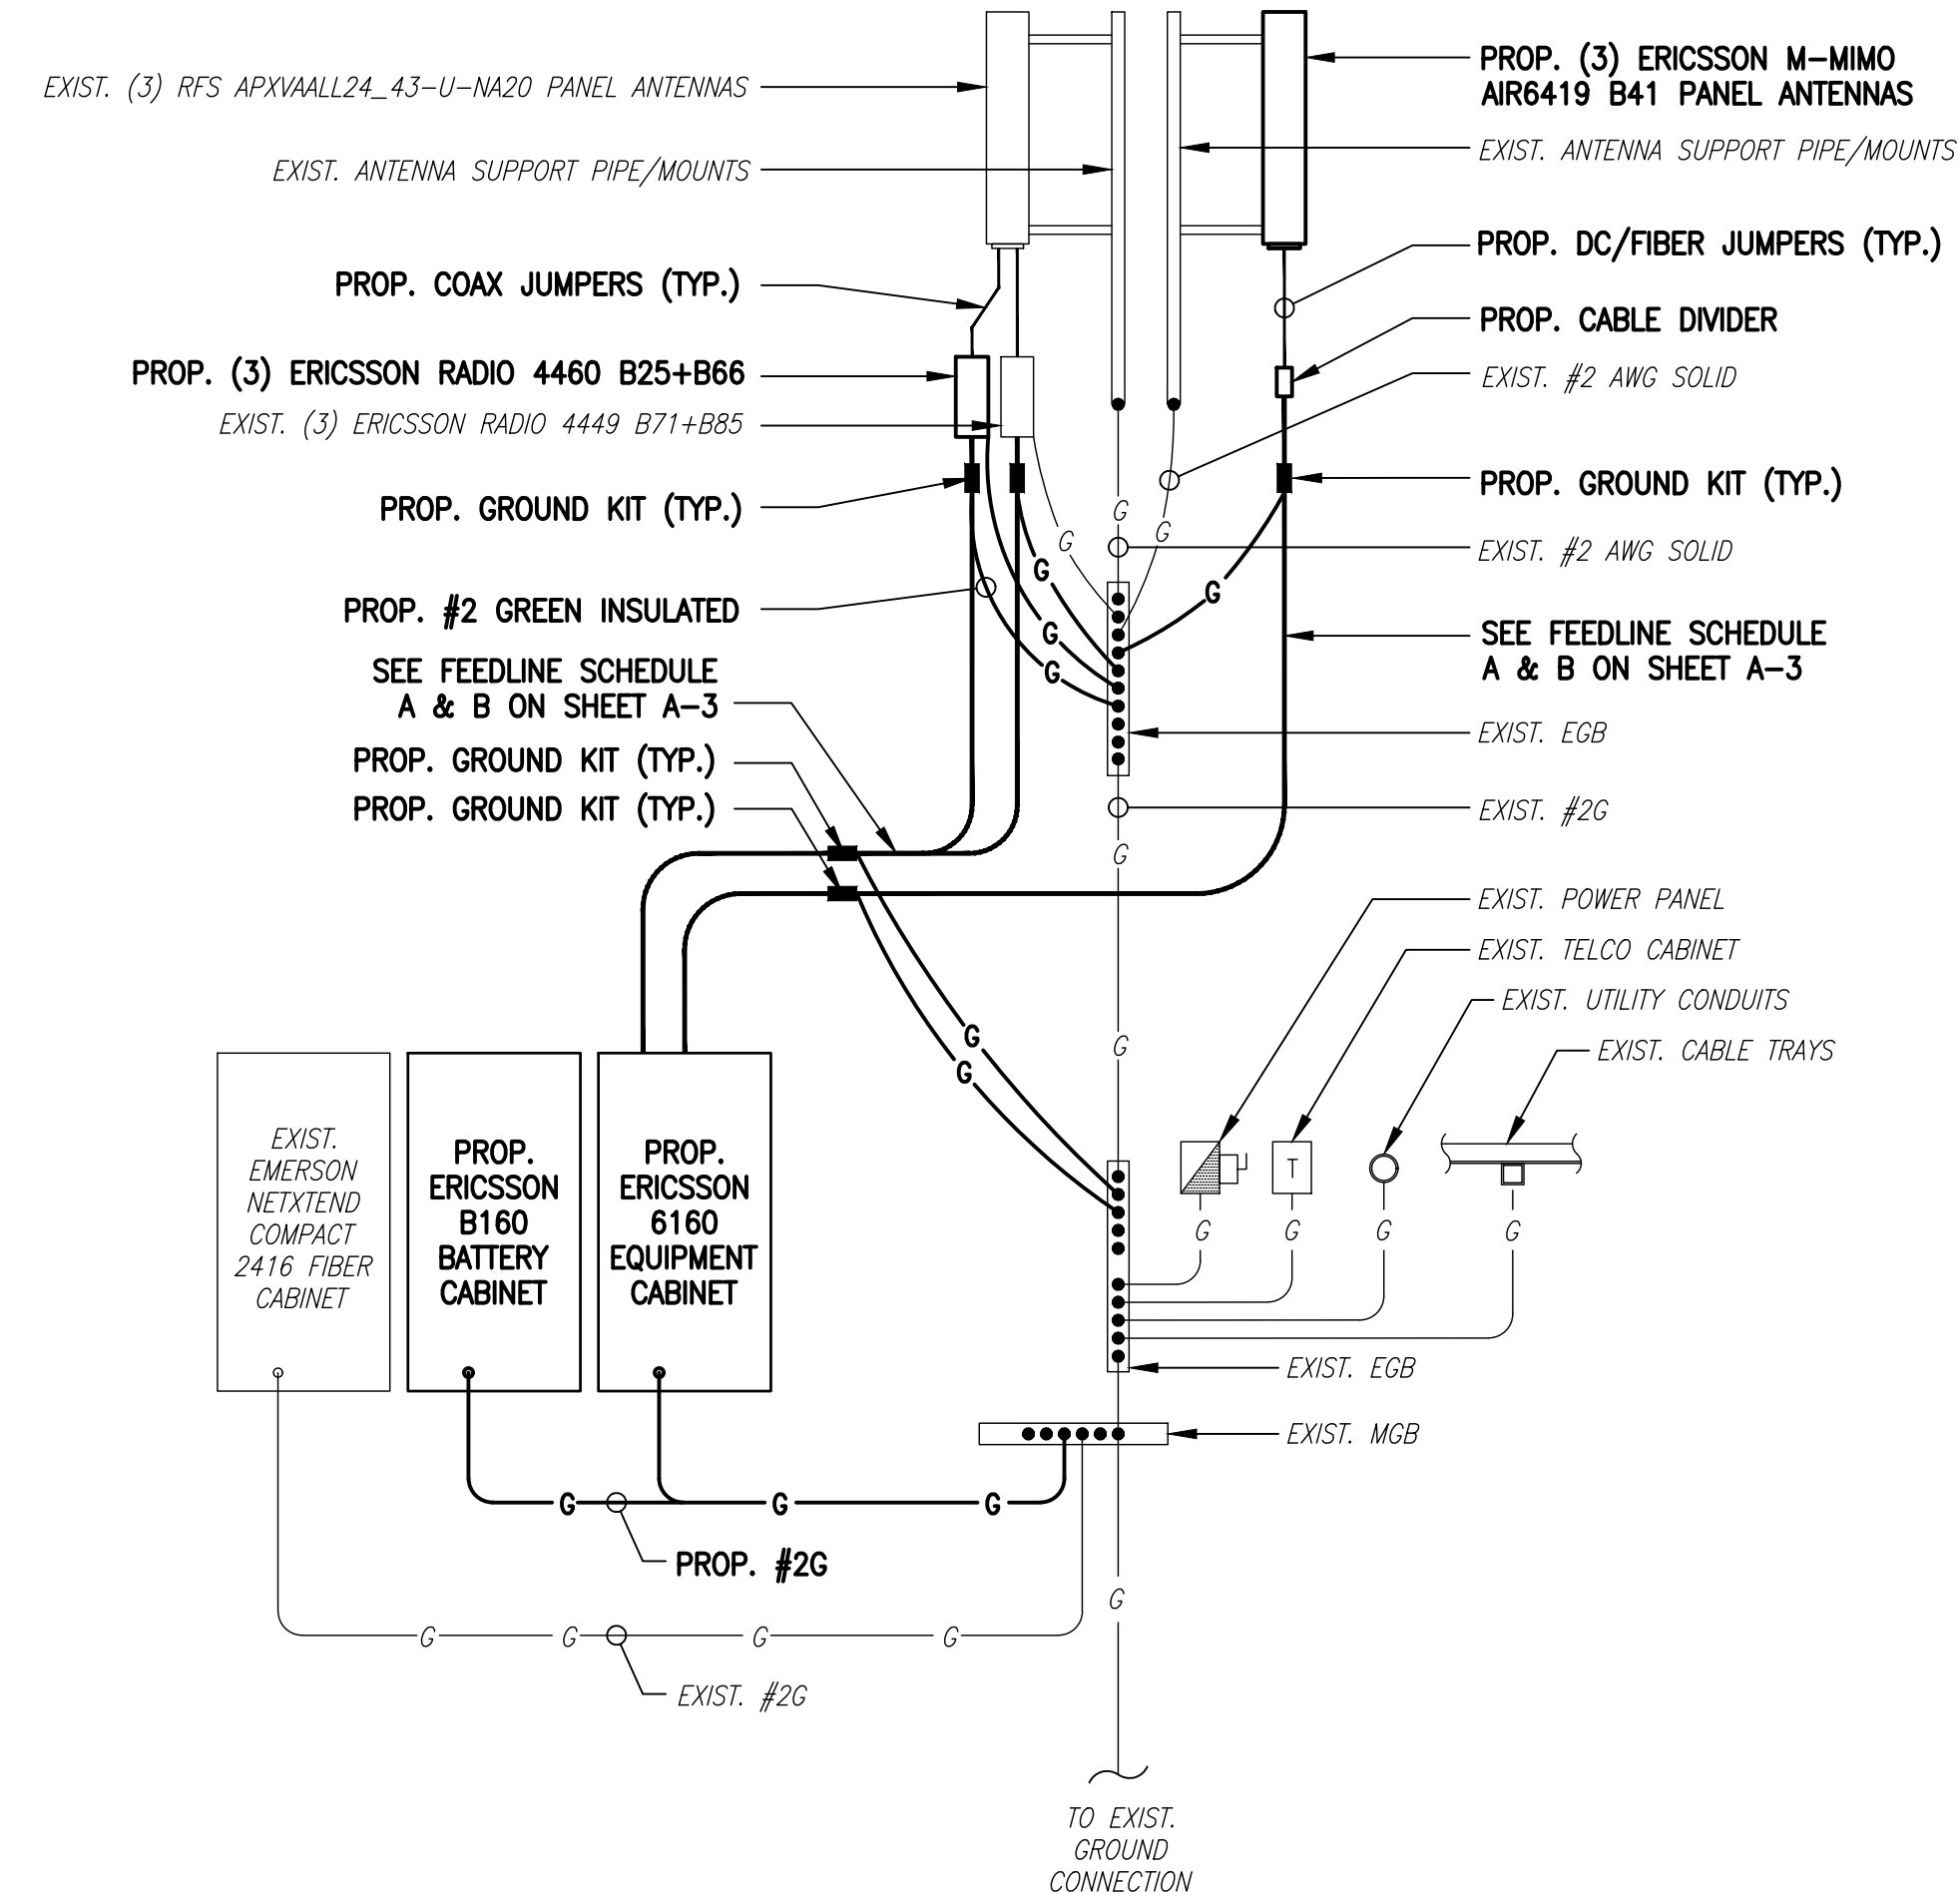 EXIST. (3) RFS APXVAALL24_43-U-NA20 PANEL ANTENNAS
EXIST. ANTENNA SUPPORT PIPE/MOUNTS
PROP. COAX JUMPERS (TYP.)
PROP. (3) ERICSSON RADIO 4460 B25+B66
EXIST. (3) ERICSSON RADIO 4449 B71+B85
PROP. GROUND KIT (TYP.)
PROP. #2 GREEN INSULATED
SEE FEEDLINE SCHEDULE
A & B ON SHEET A-3
PROP. GROUND KIT (TYP.)
PROP. GROUND KIT (TYP.)
PROP. (3) ERICSSON M-MIMO
AIR6419 B41 PANEL ANTENNAS
EXIST. ANTENNA SUPPORT PIPE/MOUNTS
PROP. DC/FIBER JUMPERS (TYP.)
PROP. CABLE DIVIDER
EXIST. #2 AWG SOLID
PROP. GROUND KIT (TYP.)
EXIST. #2 AWG SOLID
SEE FEEDLINE SCHEDULE
A & B ON SHEET A-3
EXIST. EGB
EXIST. #2G
EXIST. POWER PANEL
EXIST. TELCO CABINET
EXIST. UTILITY CONDUITS
EXIST. CABLE TRAYS
G
G
G
G
G
G
G
G
G
G
G
EXIST.
EMERSON
NETXTEND
COMPACT
2416 FIBER
CABINET
PROP.
ERICSSON
B160
BATTERY
CABINET
PROP.
ERICSSON
6160
EQUIPMENT
CABINET
T
G
G
G
G
EXIST. EGB
EXIST. MGB
G
G
G
PROP. #2G
G
G
G
G
G
EXIST. #2G
TO EXIST.
GROUND
CONNECTION